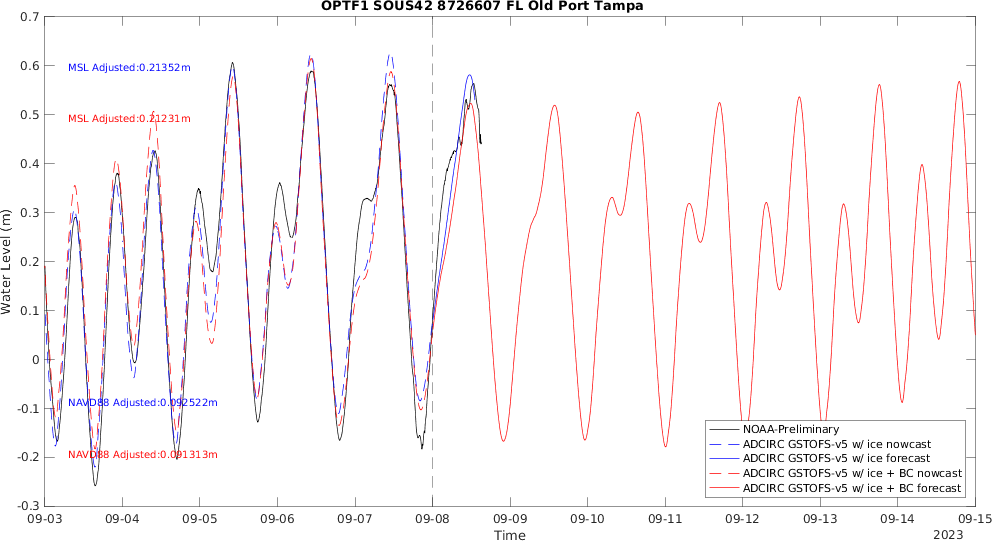 OPTF1 SOUS42 8726607 FL Old Port Tampa
0.7
0.6
0.5
0.4
0.3
0.2
0.1
0
-0.1
-0.2
-0.3
Water Level (m)
MSL Adjusted:0.21352m
MSL Adjusted:0.21231m
NAVD88 Adjusted:0.092522m
NAVD88 Adjusted:0.091313m
NOAA-Preliminary
ADCIRC GSTOFS-v5 w/ ice nowcast
ADCIRC GSTOFS-v5 w/ ice forecast
ADCIRC GSTOFS-v5 w/ ice + BC nowcast
ADCIRC GSTOFS-v5 w/ ice + BC forecast
09-03 09-04 09-05 09-06 09-07 09-08 09-09 09-10 09-11 09-12 09-13 09-14 09-15
Time
2023